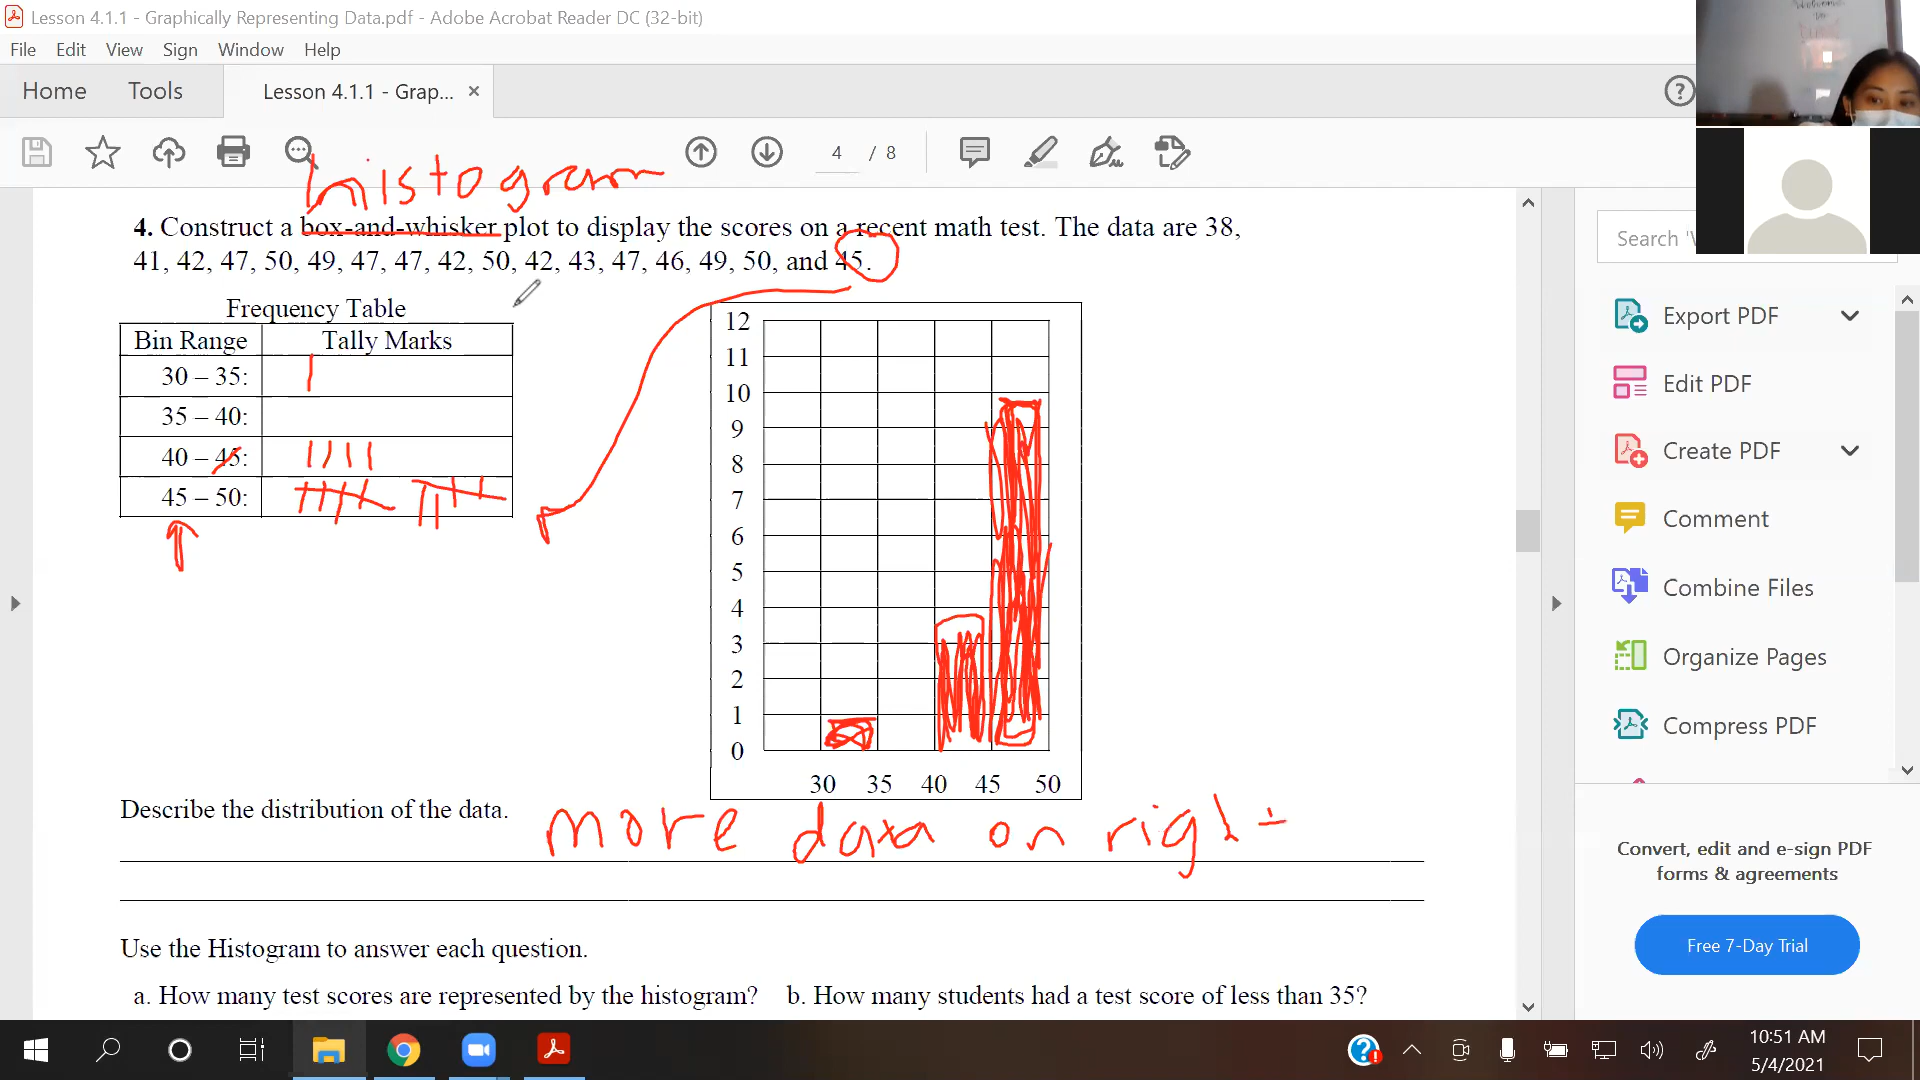 Lesson 4.1.1 - Graphically Representing Data.pdf - Adobe Acrobat Reader DC (32-bit)
File Edit View Sign Window Help
Home Tools Lesson 4.1.1 - Grap... ×
4 / 8
histogram
4. Construct a box-and-whisker plot to display the scores on a recent math test. The data are 38,
41, 42, 47, 50, 49, 47, 47, 42, 50, 42, 43, 47, 46, 49, 50, and 45.
Frequency Table
Bin Range Tally Marks
30 – 35:
35 – 40:
40 – 45:
45 – 50:
12
11
10
9
8
7
6
5
4
3
2
1
0
30 35 40 45 50
Describe the distribution of the data.
more data on right
Use the Histogram to answer each question.
a. How many test scores are represented by the histogram? b. How many students had a test score of less than 35?
Search
Export PDF
Edit PDF
Create PDF
Comment
Combine Files
Organize Pages
Compress PDF
Convert, edit and e-sign PDF
forms & agreements
Free 7-Day Trial
10:51 AM
5/4/2021